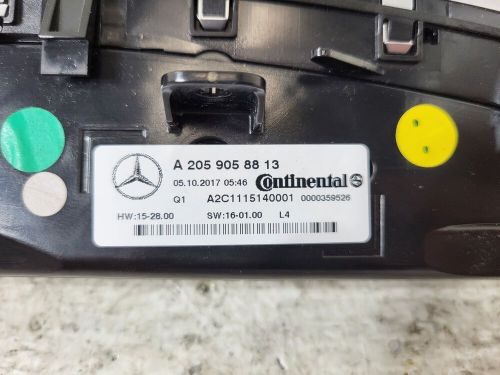 A 205 905 88 13
05.10.2017 05:46 Continental
Q1 A2C1115140001 0000359526
HW:15-28.00 SW:16-01.00 L4